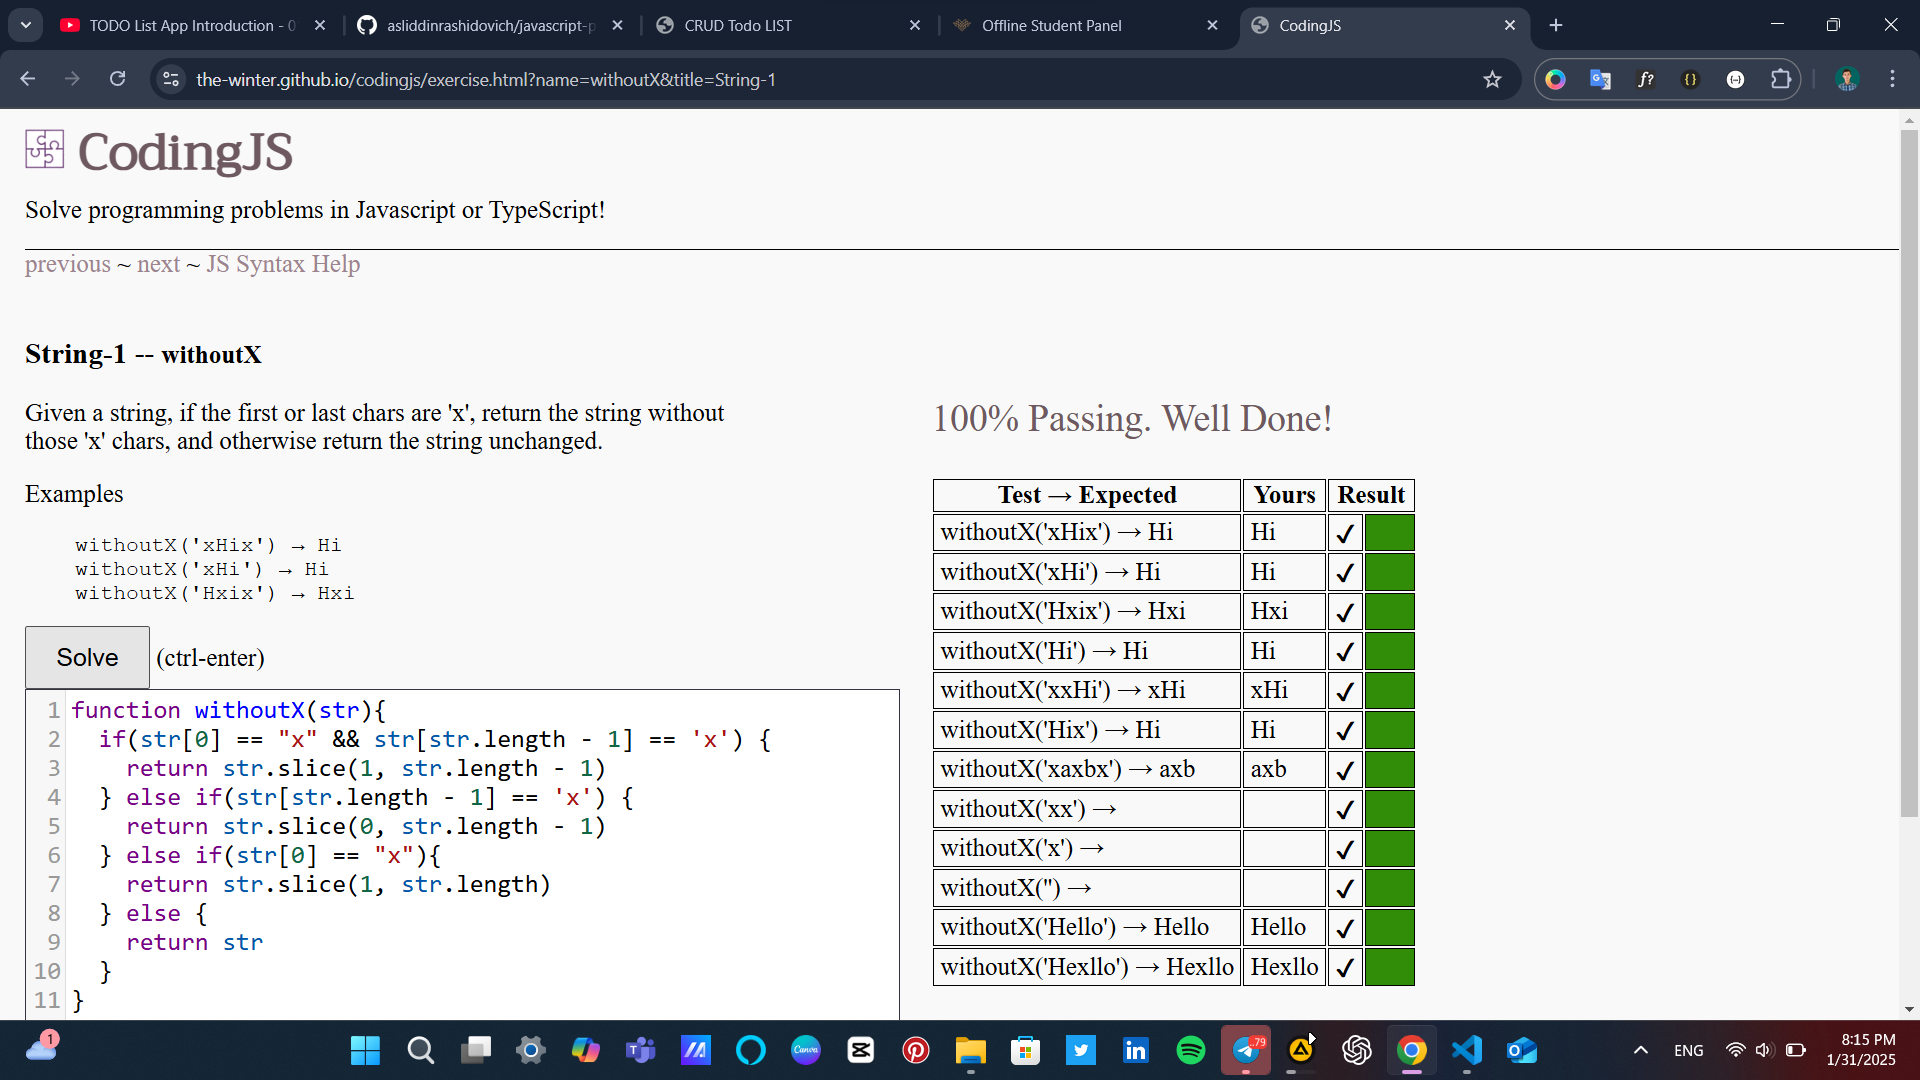 TODO List App Introduction - 0
asliddinrashidovich/javascript-p
CRUD Todo LIST
Offline Student Panel
CodingJS
the-winter.github.io/codingjs/exercise.html?name=withoutX&title=String-1
CodingJS
Solve programming problems in Javascript or TypeScript!
previous ~ next ~ JS Syntax Help
String-1 -- withoutX
Given a string, if the first or last chars are 'x', return the string without
those 'x' chars, and otherwise return the string unchanged.
Examples
withoutX('xHix') → Hi
withoutX('xHi') → Hi
withoutX('Hxix') → Hxi
Solve (ctrl-enter)
1 function withoutX(str){
2 if(str[0] == "x" && str[str.length - 1] == 'x') {
3 return str.slice(1, str.length - 1)
4 } else if(str[str.length - 1] == 'x') {
5 return str.slice(0, str.length - 1)
6 } else if(str[0] == "x"){
7 return str.slice(1, str.length)
8 } else {
9 return str
10 }
11 }
100% Passing. Well Done!
Test → Expected Yours Result
withoutX('xHix') → Hi Hi ✓
withoutX('xHi') → Hi Hi ✓
withoutX('Hxix') → Hxi Hxi ✓
withoutX('Hi') → Hi Hi ✓
withoutX('xxHi') → xHi xHi ✓
withoutX('Hix') → Hi Hi ✓
withoutX('xaxbx') → axb axb ✓
withoutX('xx') → ✓
withoutX('x') → ✓
withoutX('') → ✓
withoutX('Hello') → Hello Hello ✓
withoutX('Hexllo') → Hexllo Hexllo ✓
1
Canva
..79
ENG
8:15 PM
1/31/2025